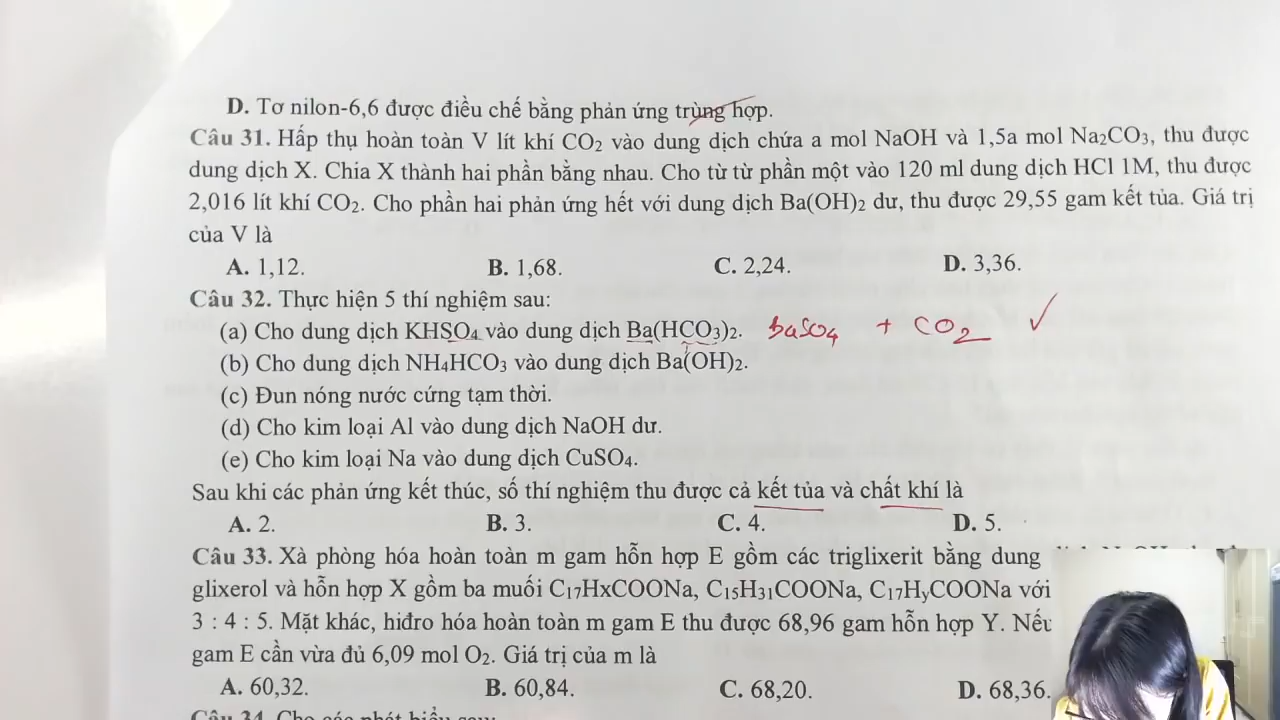 D. Tơ nilon-6,6 được điều chế bằng phản ứng trùng hợp.
Câu 31. Hấp thụ hoàn toàn V lít khí CO₂ vào dung dịch chứa a mol NaOH và 1,5a mol Na₂CO₃, thu được
dung dịch X. Chia X thành hai phần bằng nhau. Cho từ từ phần một vào 120 ml dung dịch HCl 1M, thu được
2,016 lít khí CO₂. Cho phần hai phản ứng hết với dung dịch Ba(OH)₂ dư, thu được 29,55 gam kết tủa. Giá trị
của V là
A. 1,12. B. 1,68. C. 2,24. D. 3,36.
Câu 32. Thực hiện 5 thí nghiệm sau:
(a) Cho dung dịch KHSO₄ vào dung dịch Ba(HCO₃)₂. BaSO₄ + CO₂ ✓
(b) Cho dung dịch NH₄HCO₃ vào dung dịch Ba(OH)₂.
(c) Đun nóng nước cứng tạm thời.
(d) Cho kim loại Al vào dung dịch NaOH dư.
(e) Cho kim loại Na vào dung dịch CuSO₄.
Sau khi các phản ứng kết thúc, số thí nghiệm thu được cả kết tủa và chất khí là
A. 2. B. 3. C. 4. D. 5.
Câu 33. Xà phòng hóa hoàn toàn m gam hỗn hợp E gồm các triglixerit bằng dung
glixerol và hỗn hợp X gồm ba muối C₁₇HxCOONa, C₁₅H₃₁COONa, C₁₇HyCOONa với
3 : 4 : 5. Mặt khác, hiđro hóa hoàn toàn m gam E thu được 68,96 gam hỗn hợp Y. Nếu
gam E cần vừa đủ 6,09 mol O₂. Giá trị của m là
A. 60,32. B. 60,84. C. 68,20. D. 68,36.